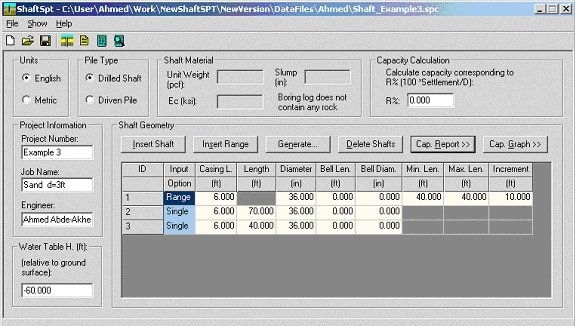 ShaftSpt - C:\User\Ahmed\Work\NewShaftSPT\NewVersion\DataFiles\Ahmed\Shaft_Example3.spc
File Show Help
Units
English
Metric
Pile Type
Drilled Shaft
Driven Pile
Shaft Material
Unit Weight (pcf):
Slump (in):
Ec (ksi):
Boring log does not contain any rock
Capacity Calculation
Calculate capacity corresponding to
R% (100 *Settlement/D):
R%: 0.000
Project Information
Project Number:
Example 3
Job Name:
Sand d=3ft
Engineer:
Ahmed Abde-Akhe
Water Table H. (ft):
(relative to ground surface):
-60.000
Shaft Geometry
Insert Shaft Insert Range Generate... Delete Shafts Cap. Report >> Cap. Graph >>
ID Input Casing L. Length Diameter Bell Len. Bell Diam. Min. Len. Max. Len. Increment
Option (ft) (ft) (in) (ft) (in) (ft) (ft) (ft)
1 Range 6.000 36.000 0.000 0.000 40.000 40.000 10.000
2 Single 6.000 70.000 36.000 0.000 0.000
3 Single 6.000 40.000 36.000 0.000 0.000